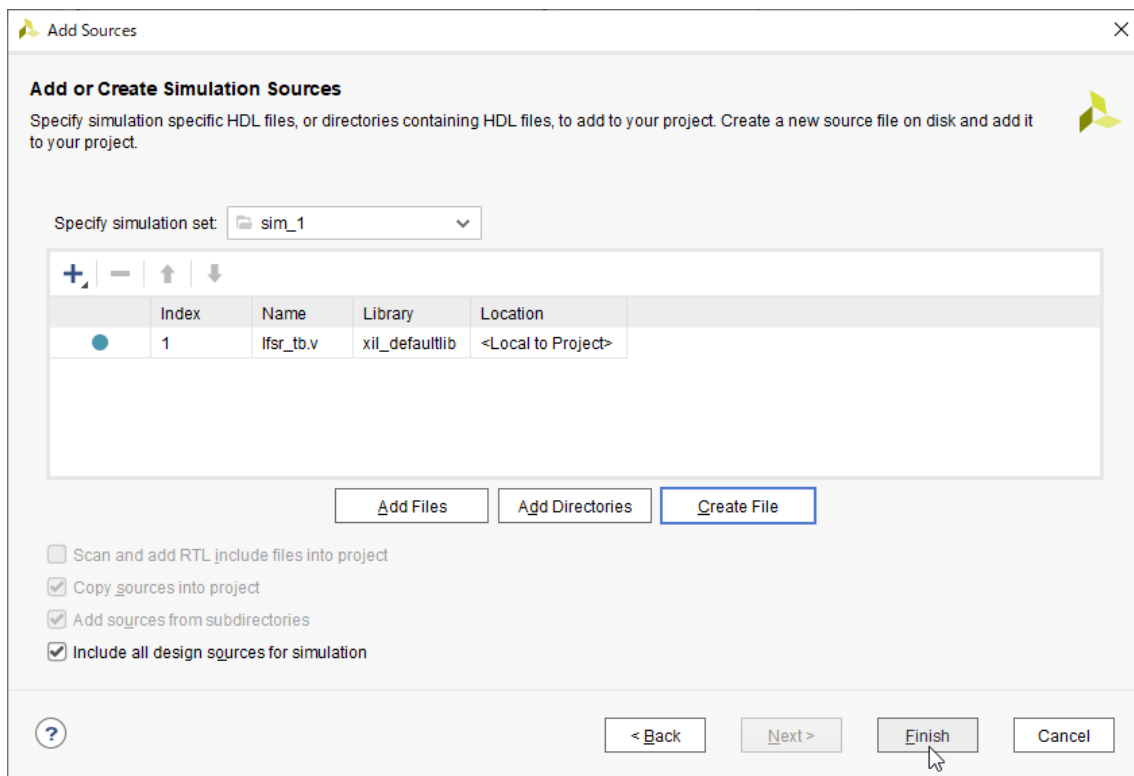 Add Sources
Add or Create Simulation Sources
Specify simulation specific HDL files, or directories containing HDL files, to add to your project. Create a new source file on disk and add it
to your project.
Specify simulation set: sim_1
Index Name Library Location
1 lfsr_tb.v xil_defaultlib <Local to Project>
Add Files Add Directories Create File
Scan and add RTL include files into project
Copy sources into project
Add sources from subdirectories
Include all design sources for simulation
? < Back Next > Finish Cancel